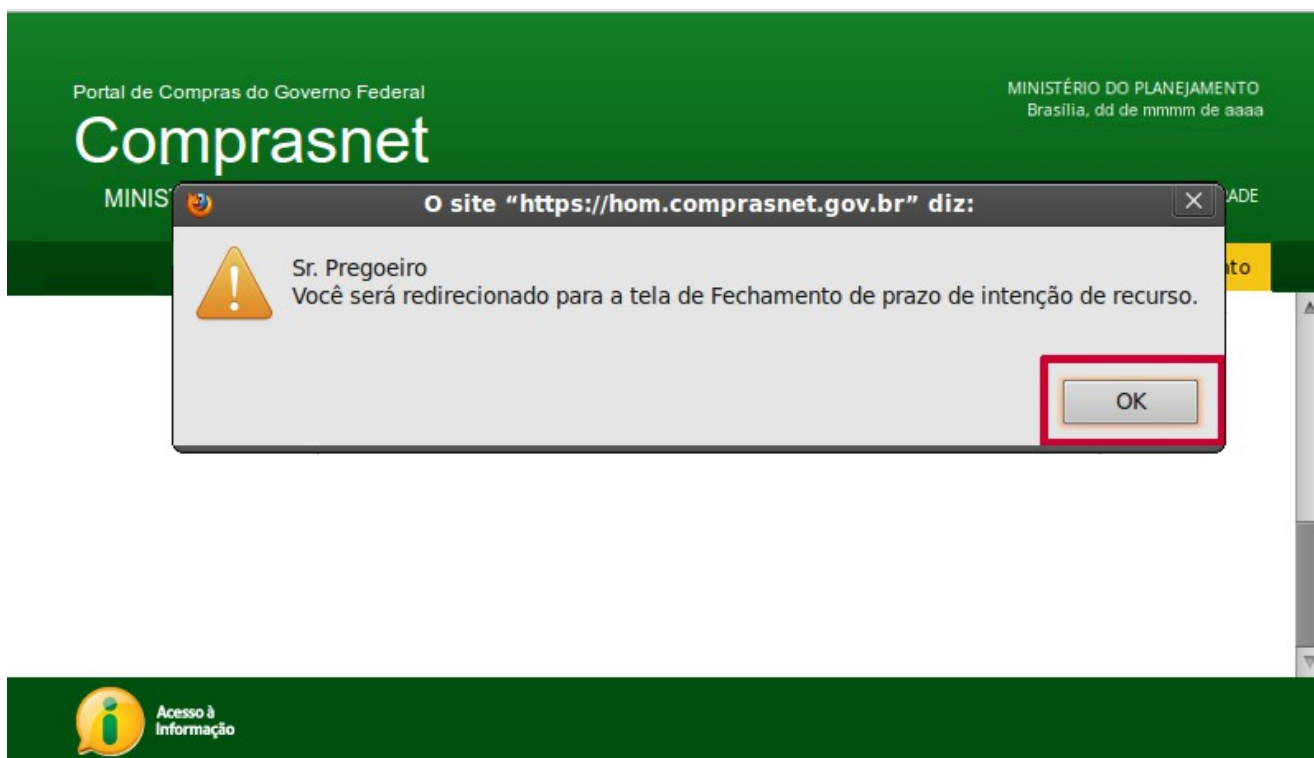 Portal de Compras do Governo Federal
MINISTÉRIO DO PLANEJAMENTO
Brasília, dd de mmmm de aaaa
Comprasnet
O site “https://hom.comprasnet.gov.br” diz:
Sr. Pregoeiro
Você será redirecionado para a tela de Fechamento de prazo de intenção de recurso.
OK
Acesso à
Informação